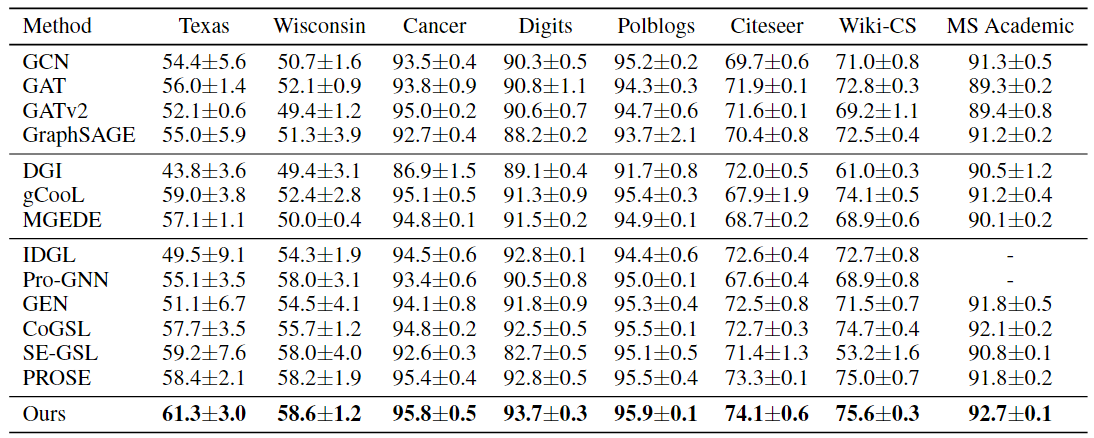 Method Texas Wisconsin Cancer Digits Polblogs Citeseer Wiki-CS MS Academic
GCN 54.4±5.6 50.7±1.6 93.5±0.4 90.3±0.5 95.2±0.2 69.7±0.6 71.0±0.8 91.3±0.5
GAT 56.0±1.4 52.1±0.9 93.8±0.9 90.8±1.1 94.3±0.3 71.9±0.1 72.8±0.3 89.3±0.2
GATv2 52.1±0.6 49.4±1.2 95.0±0.2 90.6±0.7 94.7±0.6 71.6±0.1 69.2±1.1 89.4±0.8
GraphSAGE 55.0±5.9 51.3±3.9 92.7±0.4 88.2±0.2 93.7±2.1 70.4±0.8 72.5±0.4 91.2±0.2
DGI 43.8±3.6 49.4±3.1 86.9±1.5 89.1±0.4 91.7±0.8 72.0±0.5 61.0±0.3 90.5±1.2
gCooL 59.0±3.8 52.4±2.8 95.1±0.5 91.3±0.9 95.4±0.3 67.9±1.9 74.1±0.5 91.2±0.4
MGEDE 57.1±1.1 50.0±0.4 94.8±0.1 91.5±0.2 94.9±0.1 68.7±0.2 68.9±0.6 90.1±0.2
IDGL 49.5±9.1 54.3±1.9 94.5±0.6 92.8±0.1 94.4±0.6 72.6±0.4 72.7±0.8 -
Pro-GNN 55.1±3.5 58.0±3.1 93.4±0.6 90.5±0.8 95.0±0.1 67.6±0.4 68.9±0.8 -
GEN 51.1±6.7 54.5±4.1 94.1±0.8 91.8±0.9 95.3±0.4 72.5±0.8 71.5±0.7 91.8±0.5
CoGSL 57.7±3.5 55.7±1.2 94.8±0.2 92.5±0.5 95.5±0.1 72.7±0.3 74.7±0.4 92.1±0.2
SE-GSL 59.2±7.6 58.0±4.0 92.6±0.3 82.7±0.5 95.1±0.5 71.4±1.3 53.2±1.6 90.8±0.1
PROSE 58.4±2.1 58.2±1.9 95.4±0.4 92.8±0.5 95.5±0.4 73.3±0.1 75.0±0.7 91.8±0.2
Ours 61.3±3.0 58.6±1.2 95.8±0.5 93.7±0.3 95.9±0.1 74.1±0.6 75.6±0.3 92.7±0.1